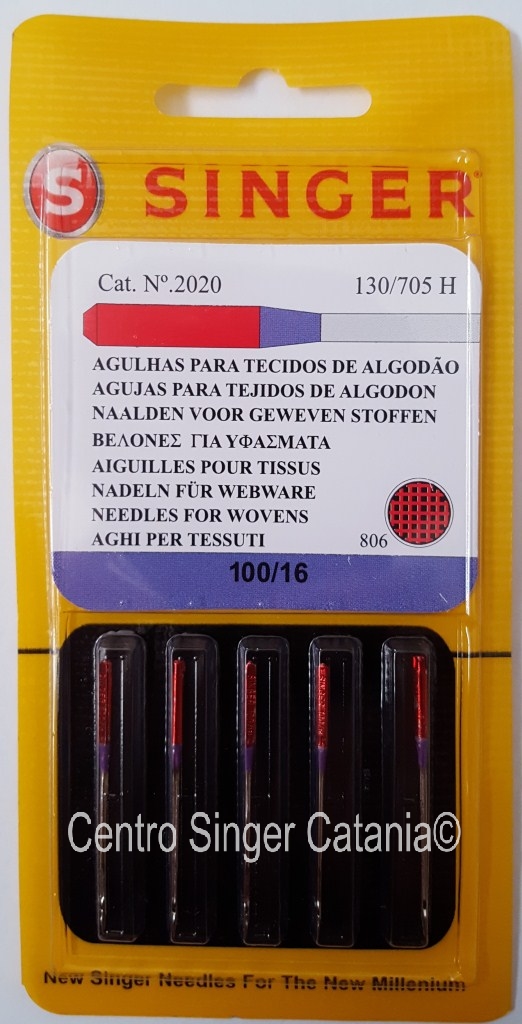 S SINGER
Cat. Nº.2020 130/705 H
AGULHAS PARA TECIDOS DE ALGODÃO
AGUJAS PARA TEJIDOS DE ALGODON
NAALDEN VOOR GEWEVEN STOFFEN
ΒΕΛΟΝΕΣ ΓΙΑ ΥΦΑΣΜΑΤΑ
AIGUILLES POUR TISSUS
NADELN FÜR WEBWARE
NEEDLES FOR WOVENS
AGHI PER TESSUTI 806
100/16
Centro Singer Catania©
New Singer Needles For The New Millenium